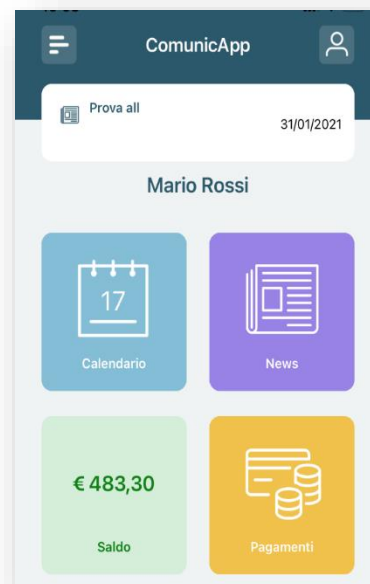 ComunicApp
Prova all
31/01/2021
Mario Rossi
17
Calendario
News
€ 483,30
Saldo
Pagamenti